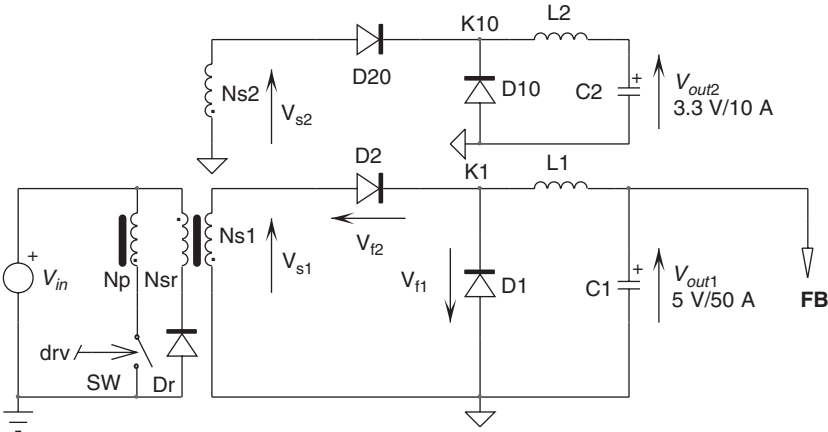 K10
L2
D20
Ns2
V_s2
D10
C2
+
V_out2
3.3 V/10 A
D2
K1
L1
+
V_in
Np
Nsr
Ns1
V_s1
V_f2
V_f1
D1
C1
+
V_out1
5 V/50 A
FB
drv
SW
Dr